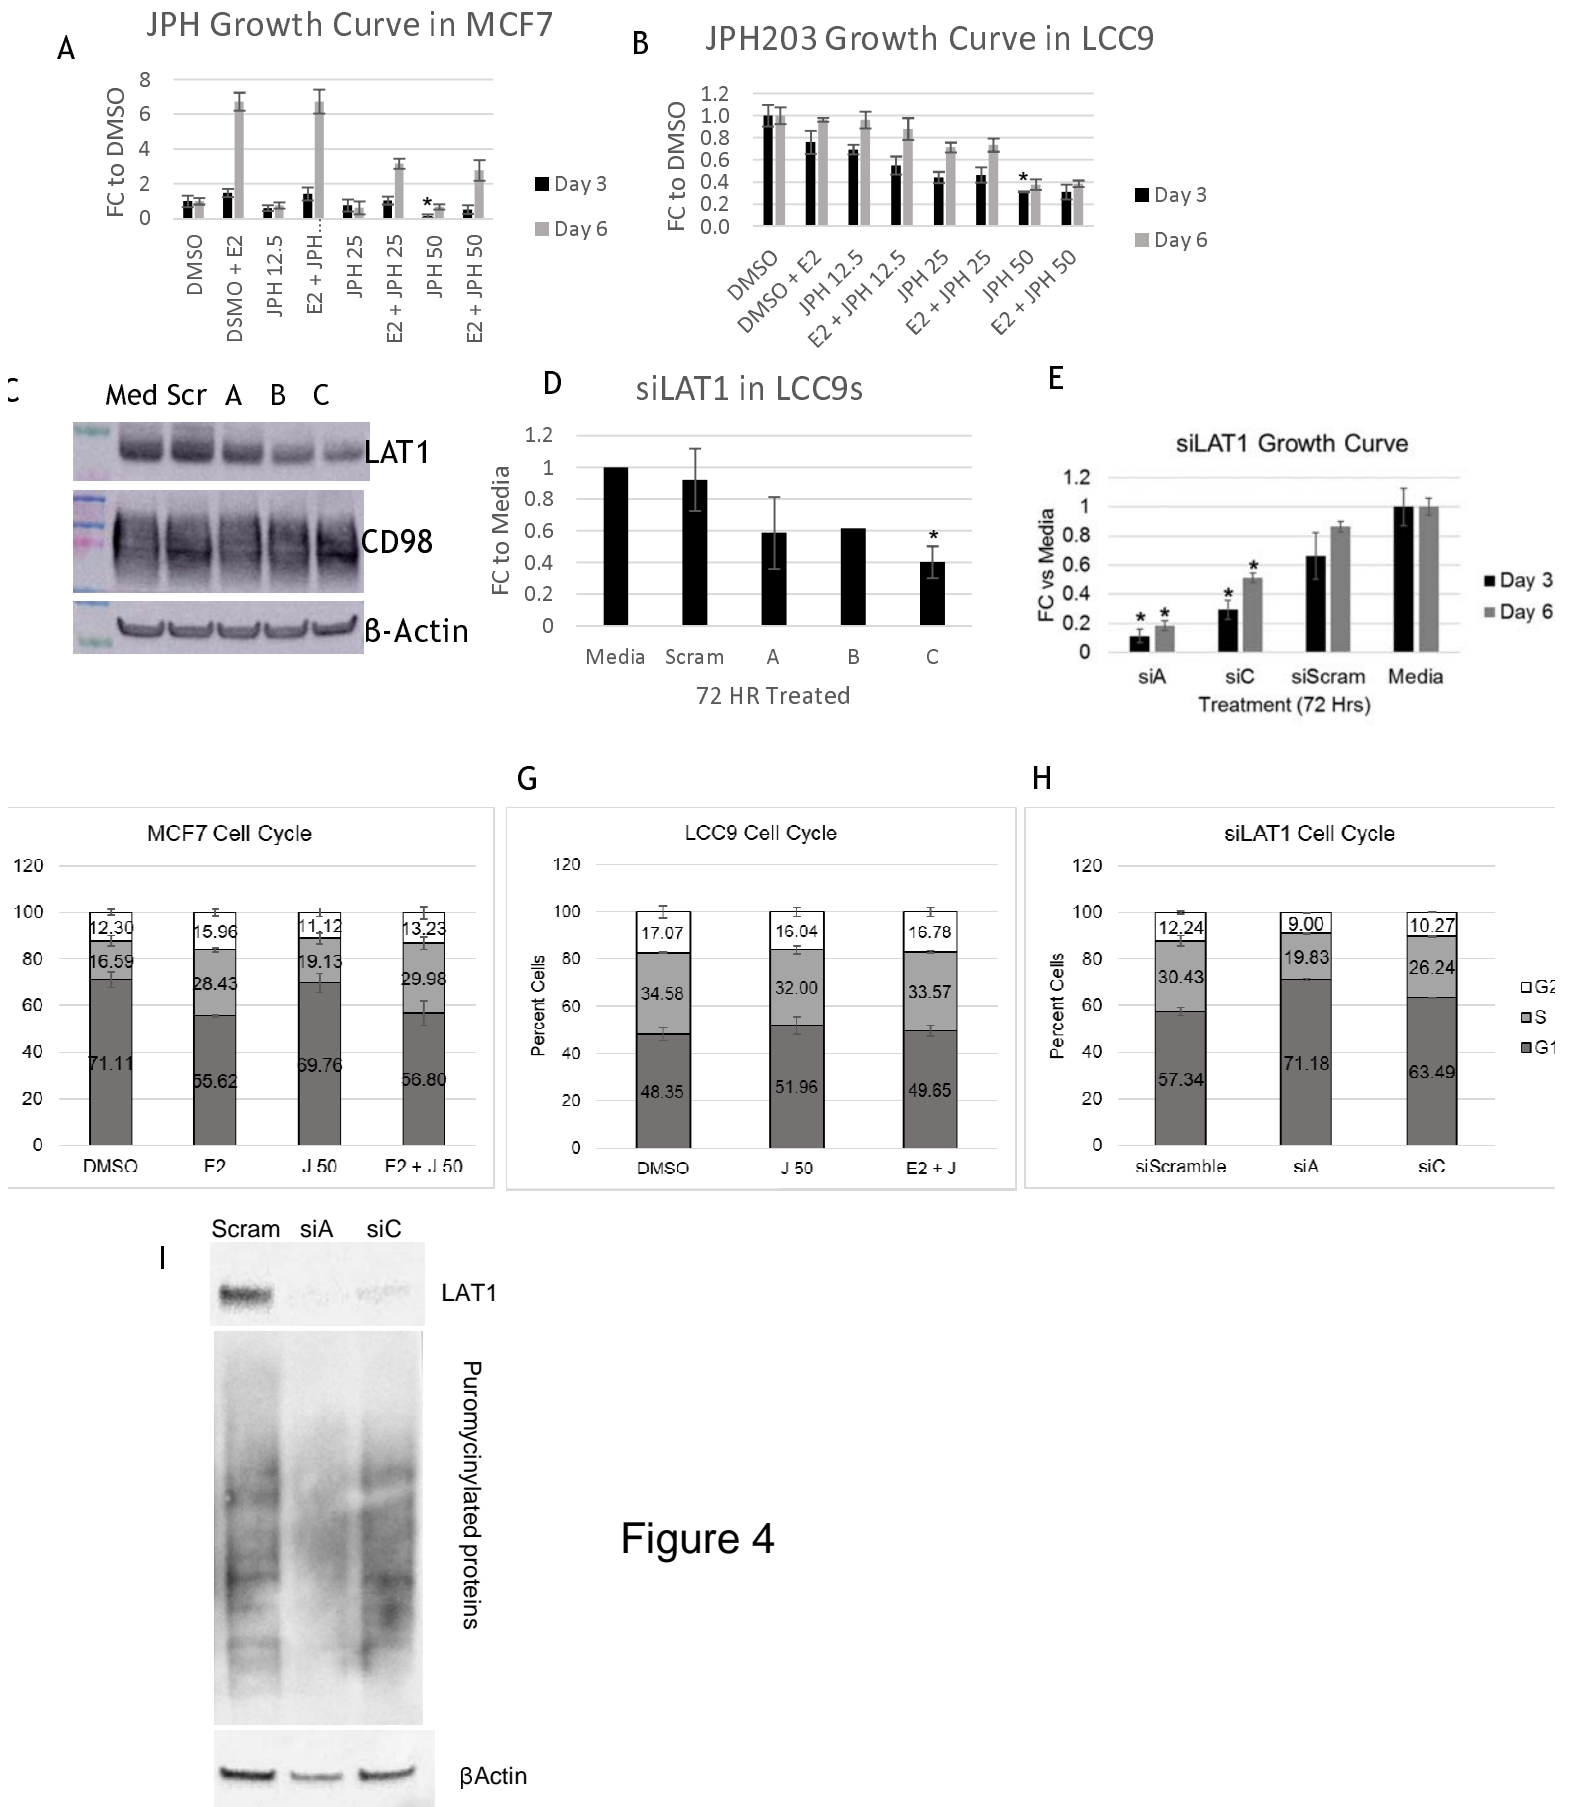 A
JPH Growth Curve in MCF7
FC to DMSO
8
6
4
2
0
*
DMSO
DSMO + E2
JPH 12.5
E2 + JPH...
JPH 25
E2 + JPH 25
JPH 50
E2 + JPH 50
Day 3
Day 6
B
JPH203 Growth Curve in LCC9
FC to DMSO
1.2
1.0
0.8
0.6
0.4
0.2
0.0
*
DMSO
DMSO + E2
JPH 12.5
E2 + JPH 12.5
JPH 25
E2 + JPH 25
JPH 50
E2 + JPH 50
Day 3
Day 6
C
Med Scr A B C
LAT1
CD98
β-Actin
D
siLAT1 in LCC9s
FC to Media
1.2
1
0.8
0.6
0.4
0.2
0
*
Media Scram A B C
72 HR Treated
E
siLAT1 Growth Curve
FC vs Media
1.2
1
0.8
0.6
0.4
0.2
0
* * * *
siA siC siScram Media
Treatment (72 Hrs)
Day 3
Day 6
MCF7 Cell Cycle
120
100
80
60
40
20
0
12.30 15.96 11.12 13.23
16.59 28.43 19.13 29.98
71.11 55.62 69.76 56.80
DMSO E2 J 50 E2 + J 50
G
LCC9 Cell Cycle
Percent Cells
120
100
80
60
40
20
0
17.07 16.04 16.78
34.58 32.00 33.57
48.35 51.96 49.65
DMSO J 50 E2 + J
H
siLAT1 Cell Cycle
Percent Cells
120
100
80
60
40
20
0
12.24 9.00 10.27
30.43 19.83 26.24
57.34 71.18 63.49
siScramble siA siC
G2
S
G1
I
Scram siA siC
LAT1
Puromycinylated proteins
βActin
Figure 4